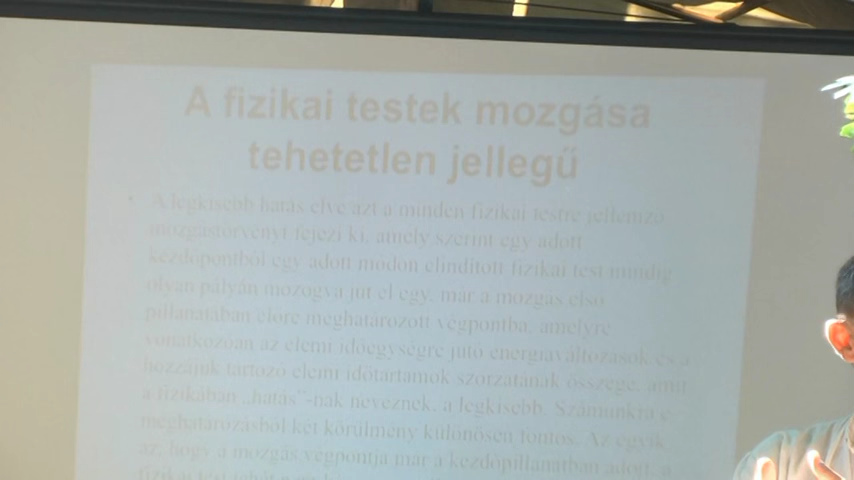 A fizikai testek mozgása
tehetetlen jellegű
• A legkisebb hatás elve azt a minden fizikai testre jellemző
mozgástörvényt fejezi ki, amely szerint egy adott
kezdőpontból egy adott módon elindított fizikai test mindig
olyan pályán mozogva jut el egy, már a mozgás első
pillanatában előre meghatározott végpontba, amelyre
vonatkozóan az elemi időegységre jutó energiaváltozások és a
hozzájuk tartozó elemi időtartamok szorzatának összege, amit
a fizikában „hatás”-nak neveznek, a legkisebb. Számunkra e
meghatározásból két körülmény különösen fontos. Az egyik
az, hogy a mozgás végpontja már a kezdőpillanatban adott, a
fizikai test tehát nem